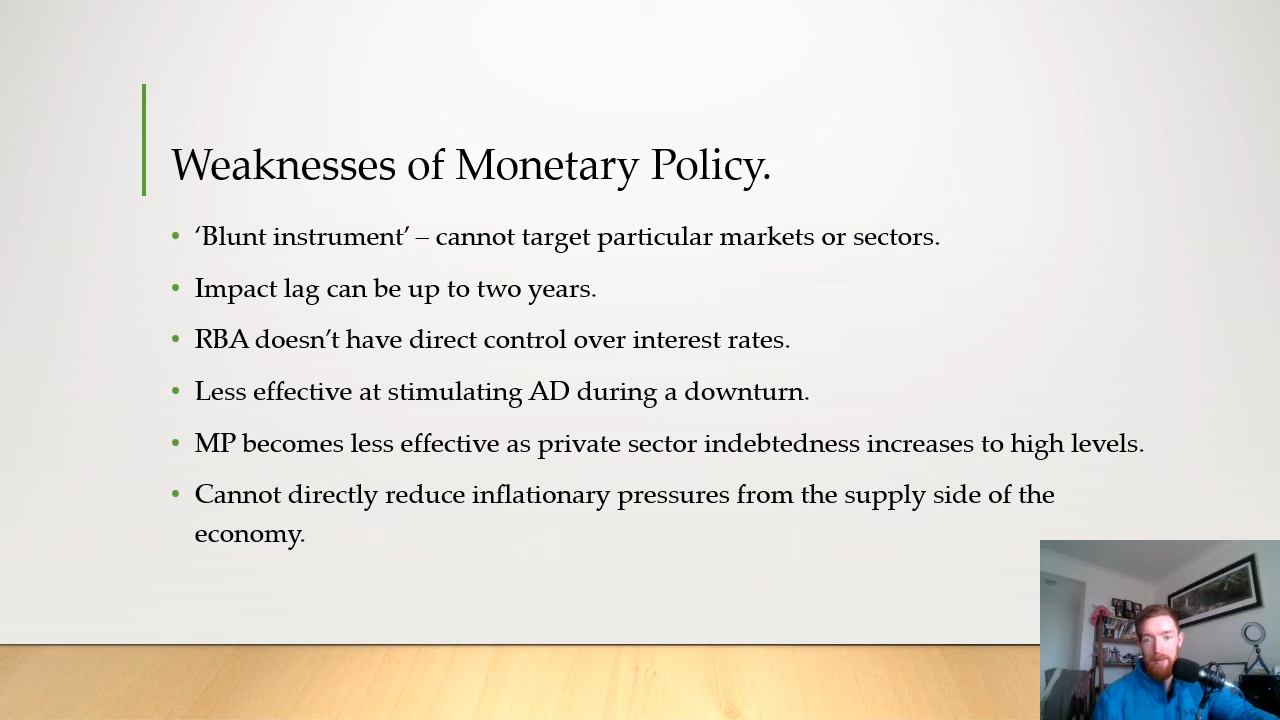 Weaknesses of Monetary Policy.
• ‘Blunt instrument’ – cannot target particular markets or sectors.
• Impact lag can be up to two years.
• RBA doesn’t have direct control over interest rates.
• Less effective at stimulating AD during a downturn.
• MP becomes less effective as private sector indebtedness increases to high levels.
• Cannot directly reduce inflationary pressures from the supply side of the
economy.